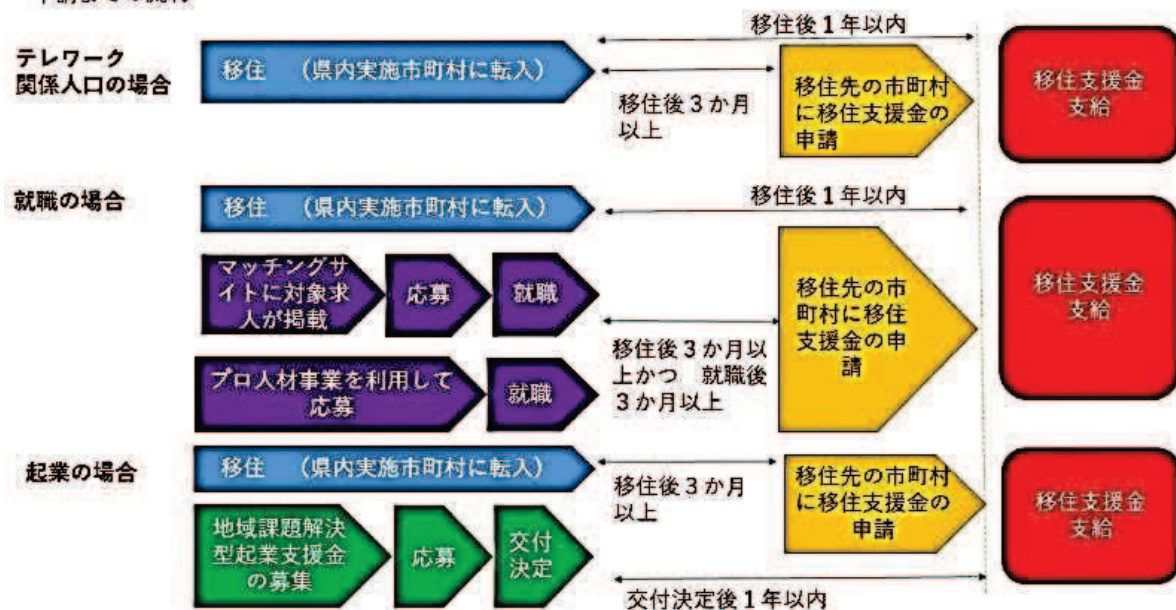 移住後１年以内
テレワーク
関係人口の場合
移住　（県内実施市町村に転入）
移住後３か月
以上
移住先の市町村
に移住支援金の
申請
移住支援金
支給
就職の場合
移住　（県内実施市町村に転入）
移住後１年以内
マッチングサ
イトに対象求
人が掲載
応募
就職
プロ人材事業を利用して
応募
就職
移住後３か月以
上かつ　就職後
３か月以上
移住先の市
町村に移住
支援金の申
請
移住支援金
支給
起業の場合
移住　（県内実施市町村に転入）
移住後３か月
以上
移住先の市町村
に移住支援金の
申請
移住支援金
支給
地域課題解決
型起業支援金
の募集
応募
交付
決定
交付決定後１年以内